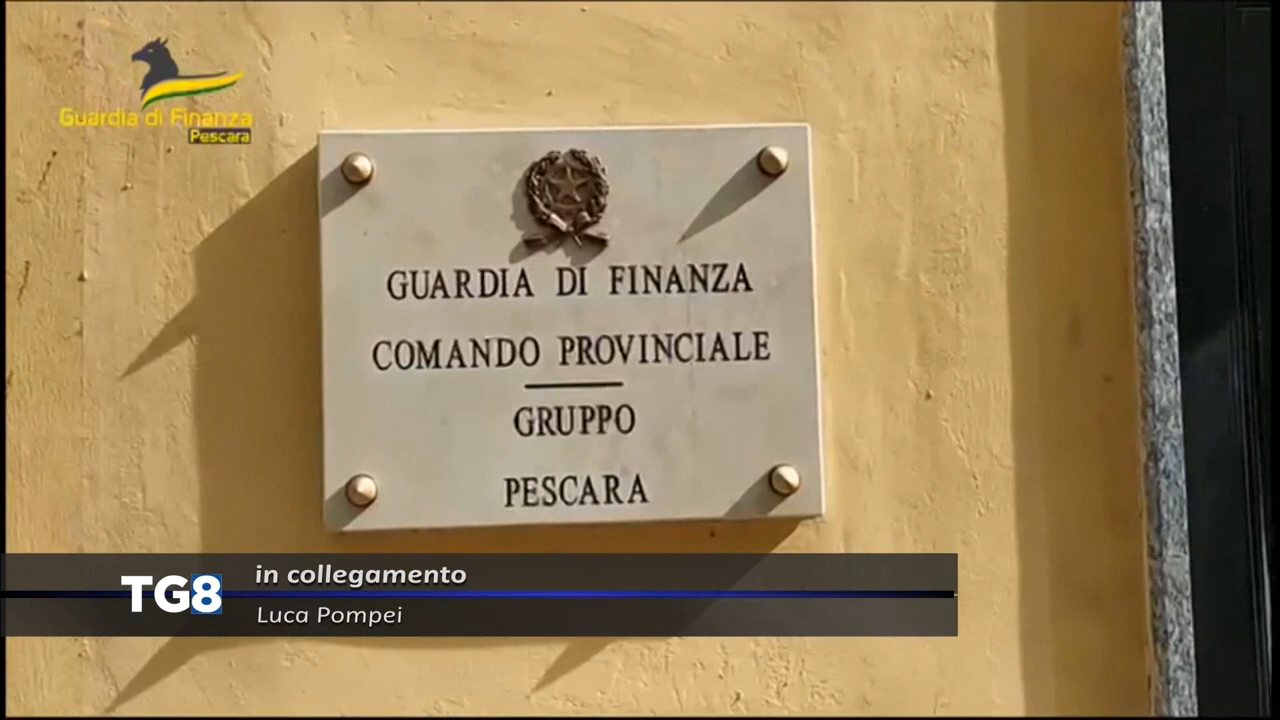 Guardia di Finanza
Pescara
GUARDIA DI FINANZA
COMANDO PROVINCIALE
GRUPPO
PESCARA
TG8
in collegamento
Luca Pompei